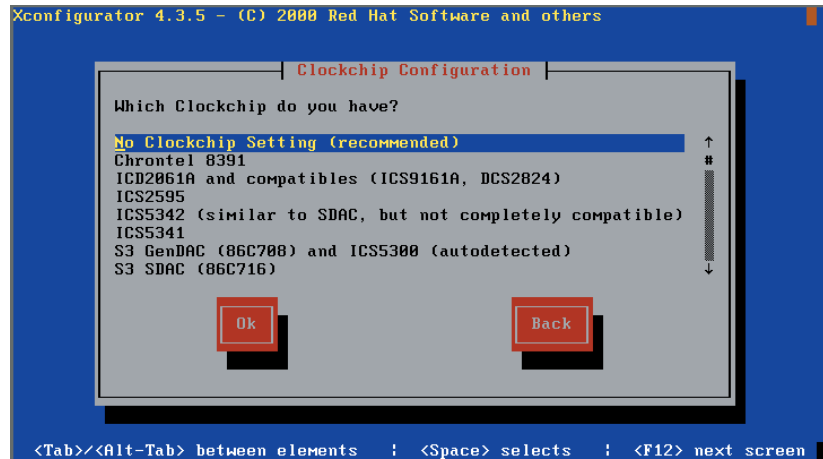 Xconfigurator 4.3.5 - (C) 2000 Red Hat Software and others
Clockchip Configuration
Which Clockchip do you have?
No Clockchip Setting (recommended)
↑
Chrontel 8391
#
ICD2061A and compatibles (ICS9161A, DCS2824)
ICS2595
ICS5342 (similar to SDAC, but not completely compatible)
ICS5341
S3 GenDAC (86C708) and ICS5300 (autodetected)
S3 SDAC (86C716)
↓
Ok
Back
<Tab>/<Alt-Tab> between elements ¦ <Space> selects ¦ <F12> next screen